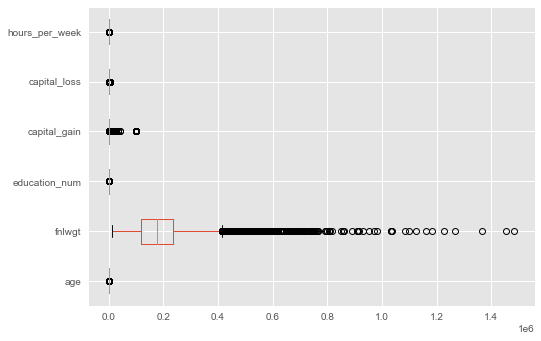 hours_per_week
capital_loss
capital_gain
education_num
fnlwgt
age
0.0 0.2 0.4 0.6 0.8 1.0 1.2 1.4
1e6